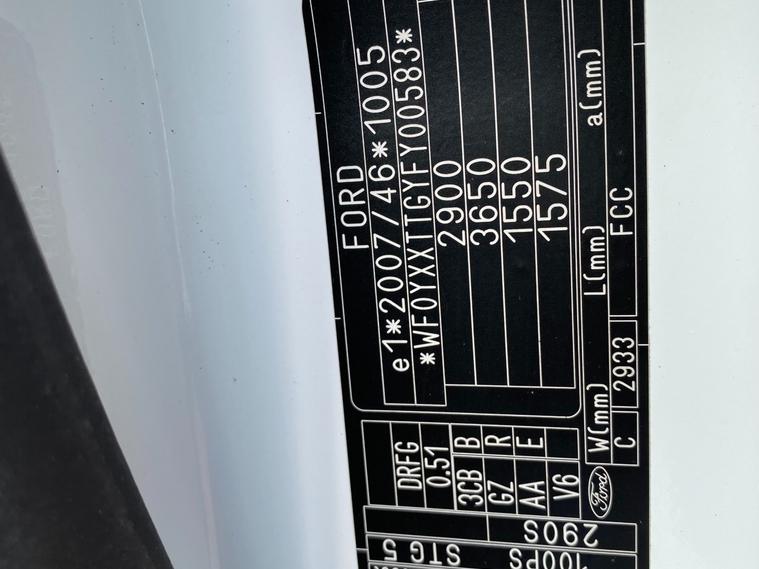 FORD
e1*2007/46*1005
*WF0YXXTTGYFY00583*
2900
3650
1550
1575
W(mm) L(mm) a(mm)
C 2933 FCC
DRFG
0.51
3CB B
GZ R
AA E
V6
Ford
290S
100PS
STG 5